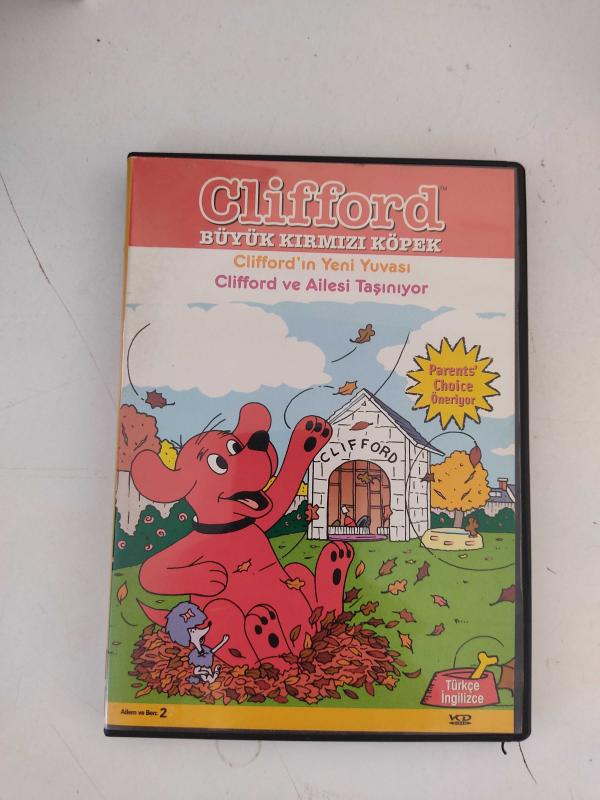 Clifford™
BÜYÜK KIRMIZI KÖPEK
Clifford'ın Yeni Yuvası
Clifford ve Ailesi Taşınıyor
Parents'
Choice
Öneriyor
CLIFFORD
Türkçe
İngilizce
Ailem ve Ben: 2
VCD